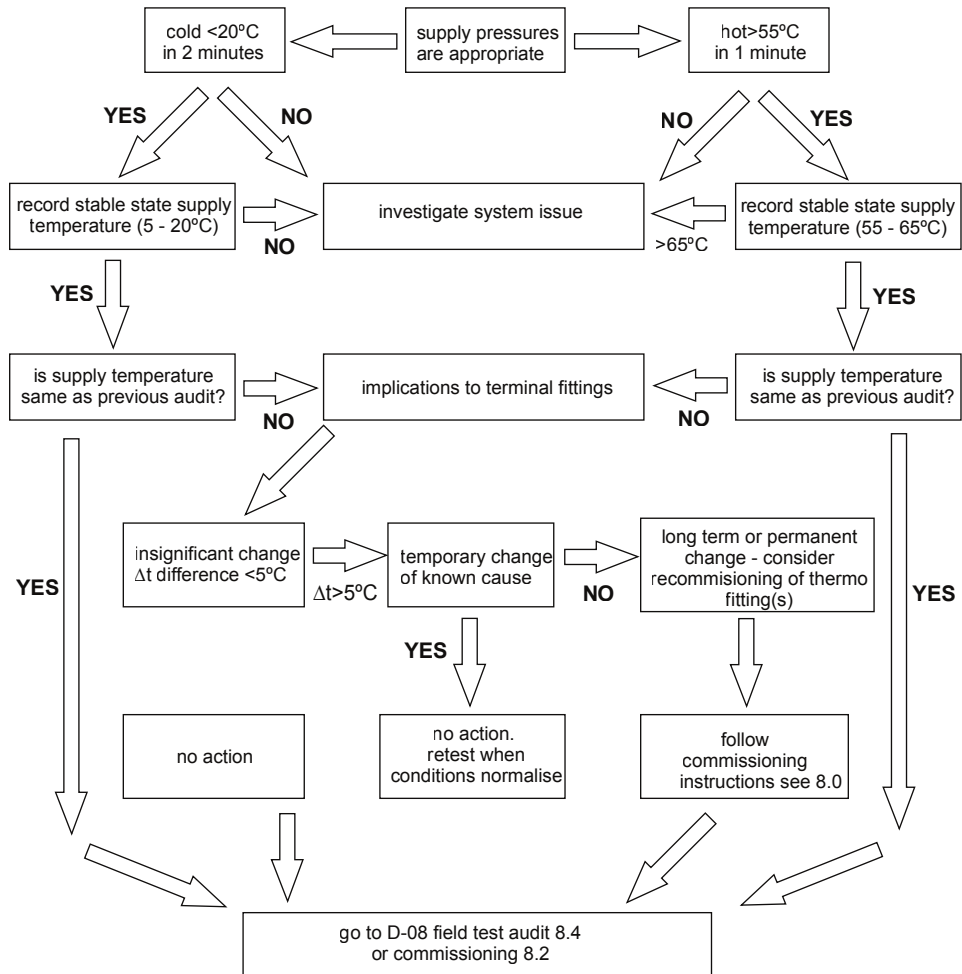 cold <20ºC
in 2 minutes
supply pressures
are appropriate
hot>55ºC
in 1 minute
YES
NO
NO
YES
record stable state supply
temperature (5 - 20ºC)
NO
investigate system issue
>65ºC
record stable state supply
temperature (55 - 65ºC)
YES
YES
is supply temperature
same as previous audit?
NO
implications to terminal fittings
NO
is supply temperature
same as previous audit?
YES
insignificant change
Δt difference <5ºC
Δt>5ºC
temporary change
of known cause
NO
long term or permanent
change - consider
recommisioning of thermo
fitting(s)
YES
YES
no action
no action.
retest when
conditions normalise
follow
commissioning
instructions see 8.0
go to D-08 field test audit 8.4
or commissioning 8.2